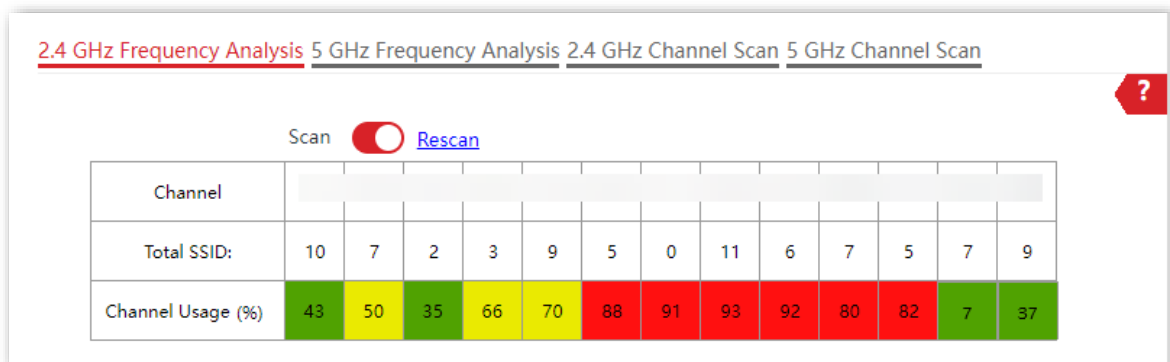 2.4 GHz Frequency Analysis 5 GHz Frequency Analysis 2.4 GHz Channel Scan 5 GHz Channel Scan
?
Scan Rescan
Channel
Total SSID: 10 7 2 3 9 5 0 11 6 7 5 7 9
Channel Usage (%) 43 50 35 66 70 88 91 93 92 80 82 7 37